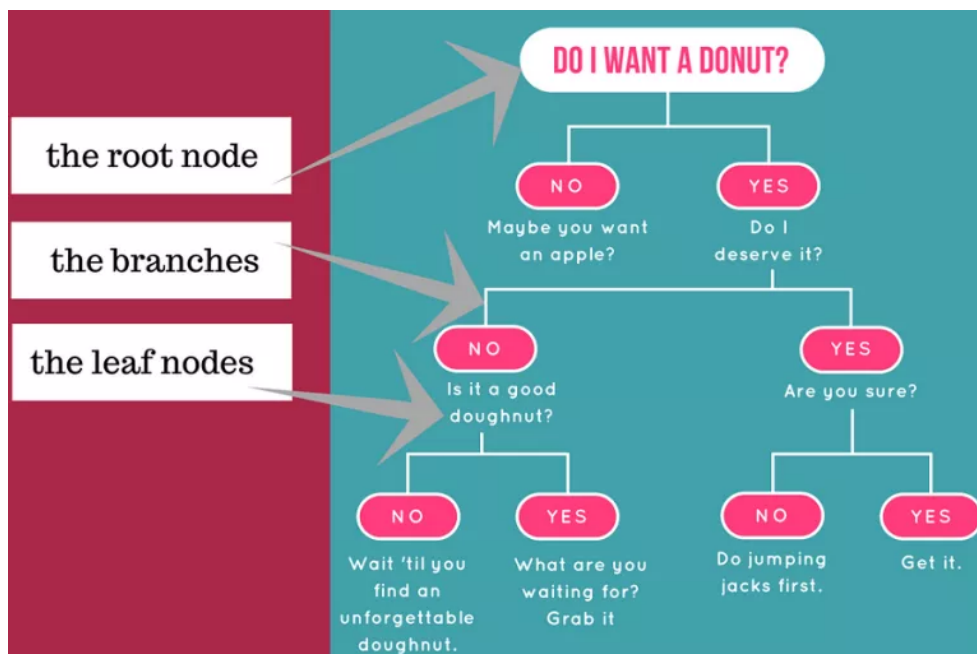 DO I WANT A DONUT?
the root node
NO
YES
Maybe you want
an apple?
Do I
deserve it?
the branches
NO
YES
the leaf nodes
Is it a good
doughnut?
Are you sure?
NO
YES
NO
YES
Wait 'til you
find an
unforgettable
doughnut.
What are you
waiting for?
Grab it
Do jumping
jacks first.
Get it.